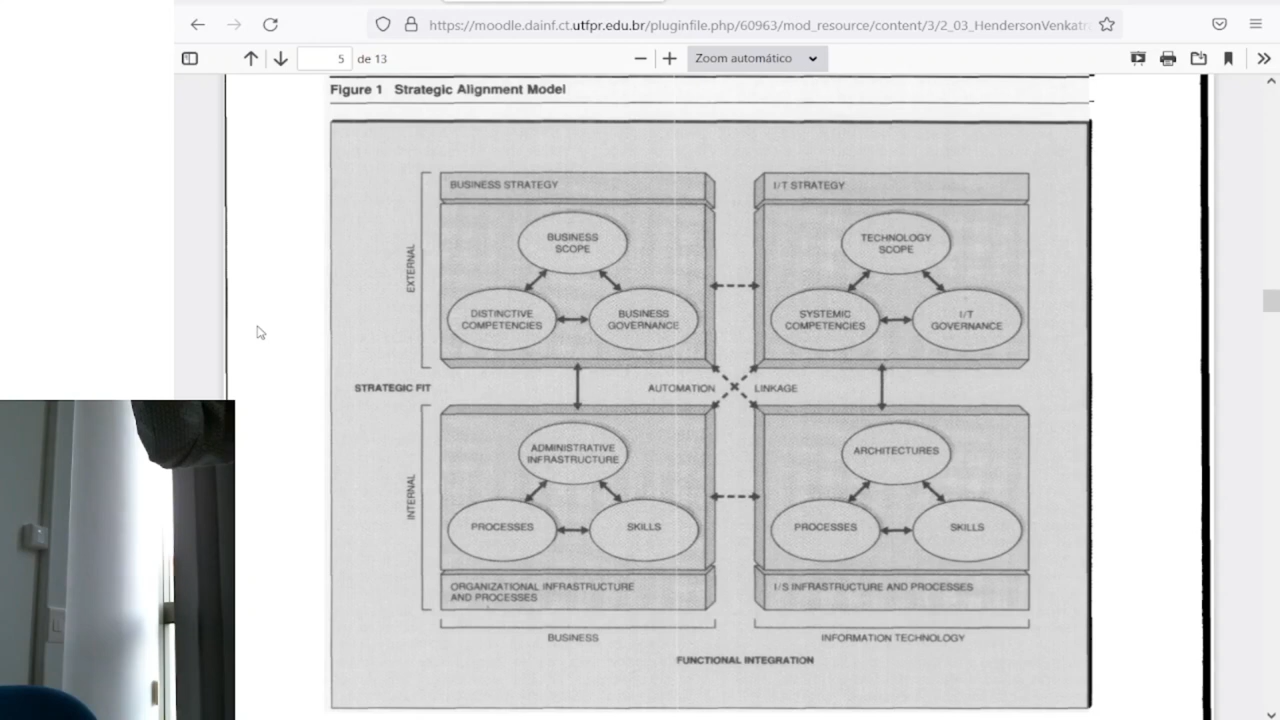 https://moodle.dainf.ct.utfpr.edu.br/pluginfile.php/60963/mod_resource/content/3/2_03_HendersonVenkatr
5 de 13
Zoom automático
Figure 1 Strategic Alignment Model
BUSINESS STRATEGY
I/T STRATEGY
EXTERNAL
BUSINESS
SCOPE
TECHNOLOGY
SCOPE
DISTINCTIVE
COMPETENCIES
BUSINESS
GOVERNANCE
SYSTEMIC
COMPETENCIES
I/T
GOVERNANCE
STRATEGIC FIT
AUTOMATION
LINKAGE
INTERNAL
ADMINISTRATIVE
INFRASTRUCTURE
ARCHITECTURES
PROCESSES
SKILLS
PROCESSES
SKILLS
ORGANIZATIONAL INFRASTRUCTURE
AND PROCESSES
I/S INFRASTRUCTURE AND PROCESSES
BUSINESS
INFORMATION TECHNOLOGY
FUNCTIONAL INTEGRATION